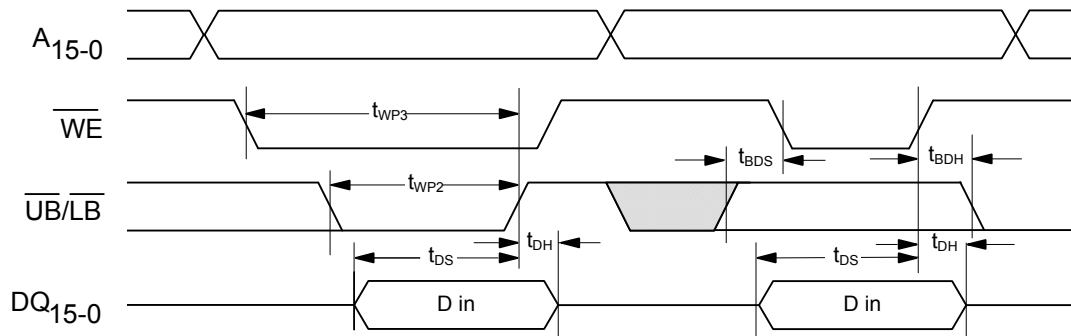 A15-0
WE
tWP3
tBDS
tBDH
UB/LB
tWP2
tDH
tDH
tDS
tDS
DQ15-0
D in
D in